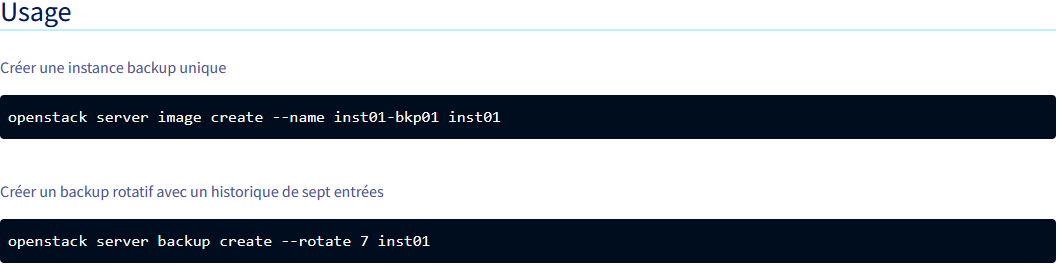 Usage
Créer une instance backup unique
openstack server image create --name inst01-bkp01 inst01
Créer un backup rotatif avec un historique de sept entrées
openstack server backup create --rotate 7 inst01